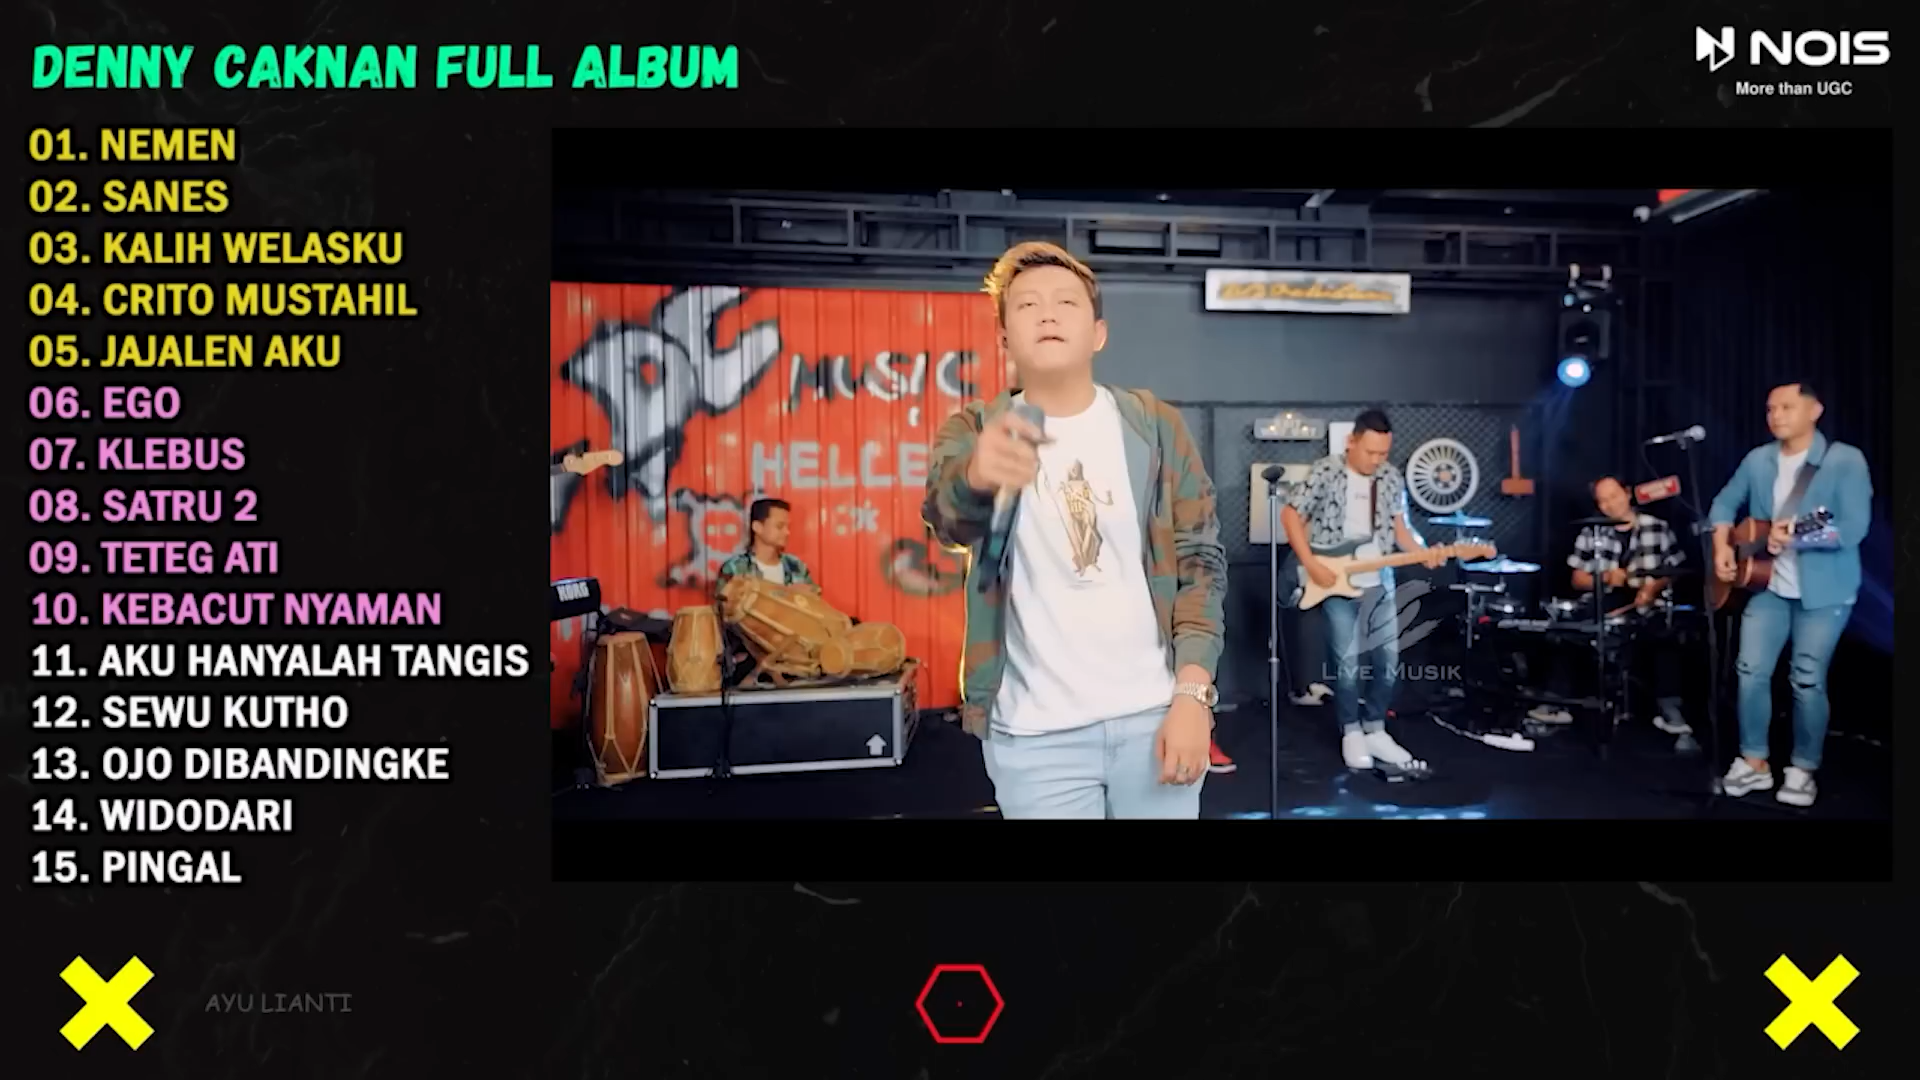 DENNY CAKNAN FULL ALBUM
NOIS
More than UGC
01. NEMEN
02. SANES
03. KALIH WELASKU
04. CRITO MUSTAHIL
05. JAJALEN AKU
06. EGO
07. KLEBUS
08. SATRU 2
09. TETEG ATI
10. KEBACUT NYAMAN
11. AKU HANYALAH TANGIS
12. SEWU KUTHO
13. OJO DIBANDINGKE
14. WIDODARI
15. PINGAL
DC
MUSIC
HELLE
KORG
LIVE MUSIK
AYU LIANTI